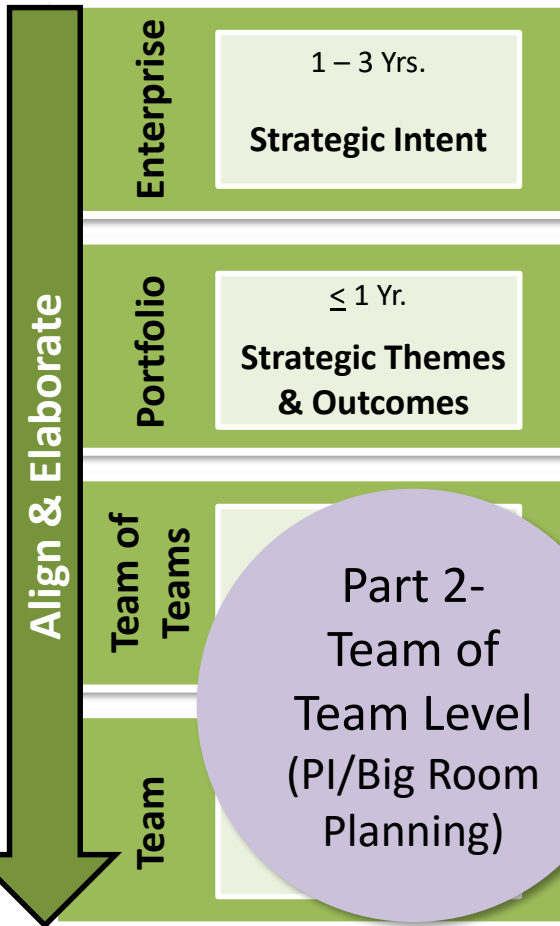 Align & Elaborate
Enterprise
1 – 3 Yrs.
Strategic Intent
Portfolio
≤ 1 Yr.
Strategic Themes
& Outcomes
Team of
Teams
Team
Part 2-
Team of
Team Level
(PI/Big Room
Planning)